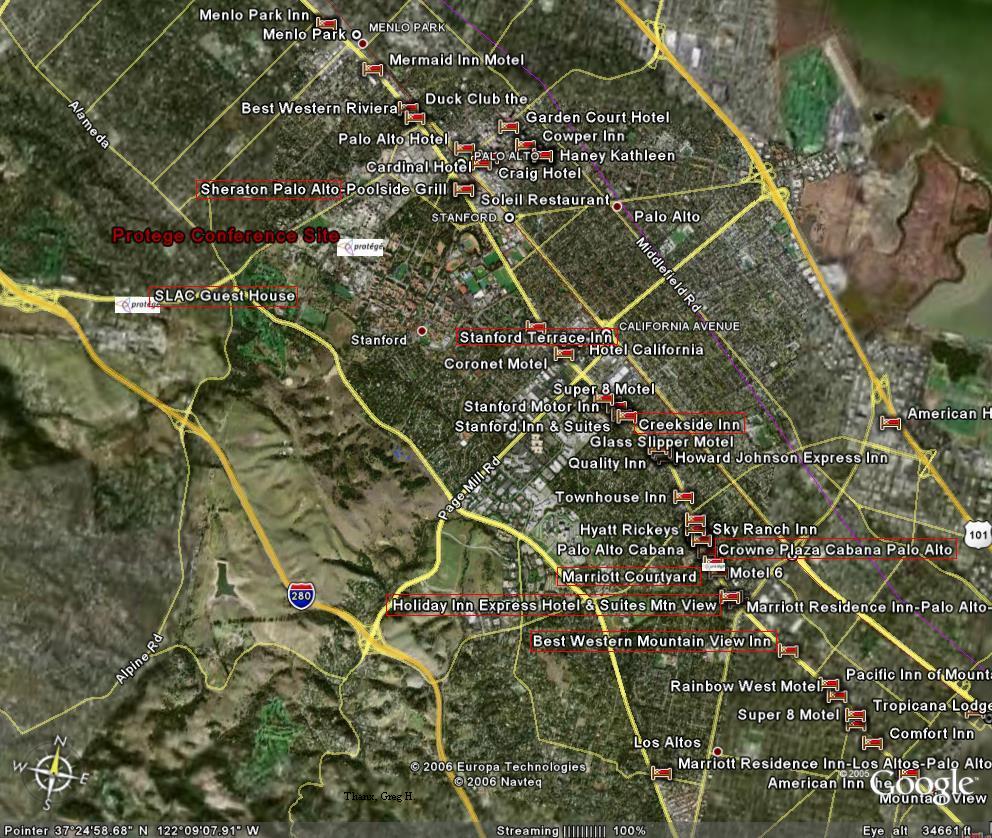 Menlo Park Inn
Menlo Park
MENLO PARK
Mermaid Inn Motel
Alameda
Best Western Riviera
Duck Club the
Garden Court Hotel
Palo Alto Hotel
Cowper Inn
PALO ALTO
Haney Kathleen
Cardinal Hotel
Craig Hotel
Sheraton Palo Alto-Poolside Grill
Soleil Restaurant
STANFORD
Palo Alto
Protege Conference Site
protégé
Middlefield Rd
SLAC Guest House
CALIFORNIA AVENUE
Stanford
Stanford Terrace Inn
Hotel California
Coronet Motel
Super 8 Motel
Stanford Motor Inn
American H
Stanford Inn & Suites
Creekside Inn
Glass Slipper Motel
Quality Inn
Howard Johnson Express Inn
Page Mill Rd
Townhouse Inn
Hyatt Rickeys
Sky Ranch Inn
101
Palo Alto Cabana
Crowne Plaza Cabana Palo Alto
Marriott Courtyard
Motel 6
280
Holiday Inn Express Hotel & Suites Mtn View
Marriott Residence Inn-Palo Alto-
Best Western Mountain View Inn
Alpine Rd
Pacific Inn of Mounta
Rainbow West Motel
Tropicana Lodge
Super 8 Motel
Comfort Inn
Los Altos
N
W E
S
© 2006 Europa Technologies
© 2006 Navteq
Marriott Residence Inn-Los Altos-Palo Alto
©2005 Google™
American Inn the
Mountain View
Thanx, Greg H.
Pointer 37°24'58.68" N 122°09'07.91" W
Streaming |||||||||| 100%
Eye alt 34661 ft